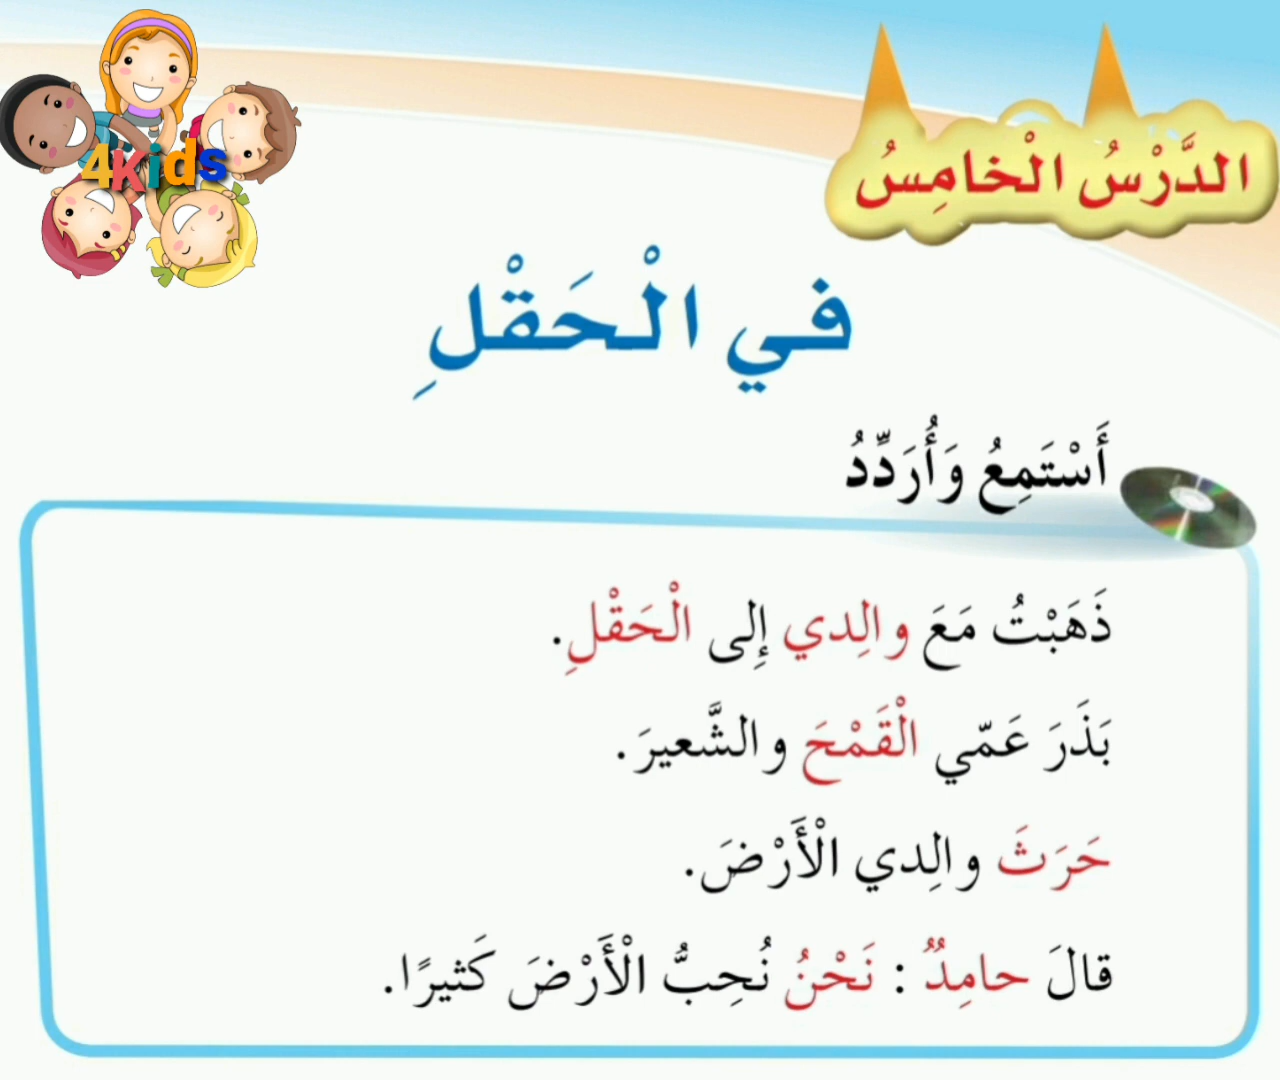 4Kids
الدَّرْسُ الْخامِسُ
في الْحَقْلِ
أَسْتَمِعُ وَأُرَدِّدُ
ذَهَبْتُ مَعَ والِدي إِلى الْحَقْلِ.
بَذَرَ عَمّي الْقَمْحَ والشَّعيرَ.
حَرَثَ والِدي الْأَرْضَ.
قالَ حامِدٌ : نَحْنُ نُحِبُّ الْأَرْضَ كَثيرًا.